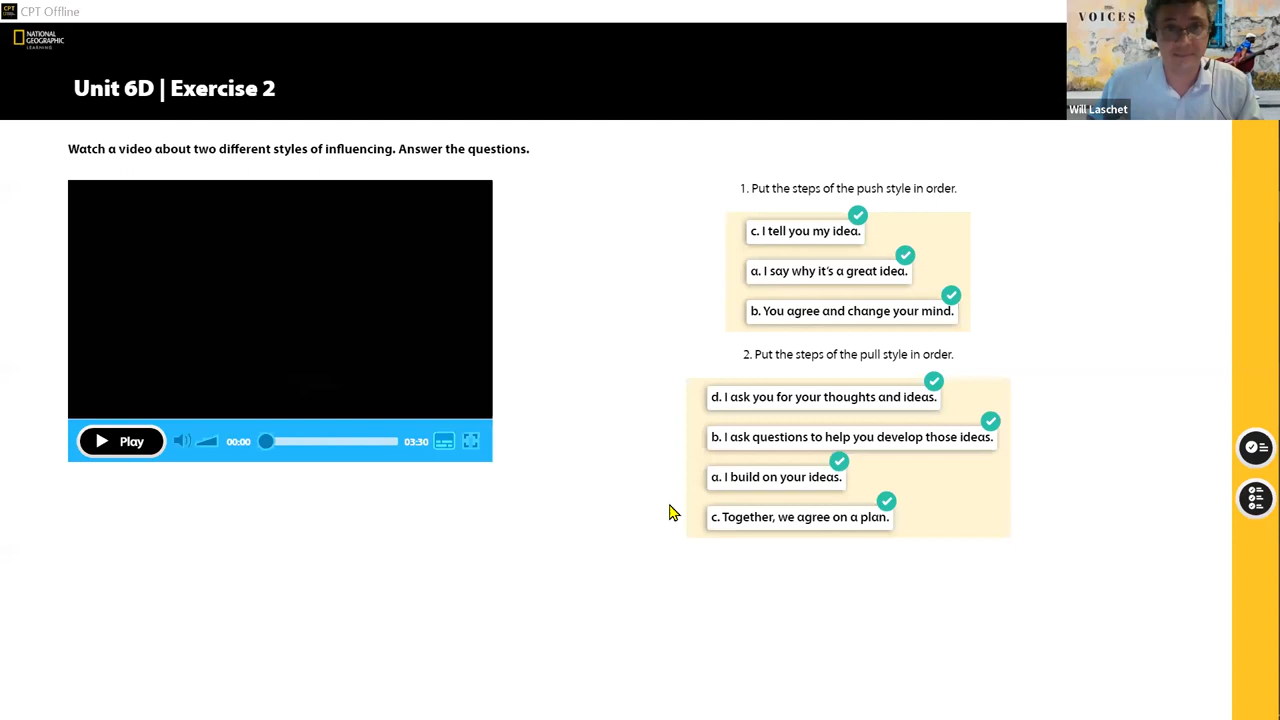 CPT
CPT Offline
NATIONAL
GEOGRAPHIC
LEARNING
VOICES
Unit 6D | Exercise 2
Will Laschet
Watch a video about two different styles of influencing. Answer the questions.
1. Put the steps of the push style in order.
c. I tell you my idea.
a. I say why it's a great idea.
b. You agree and change your mind.
2. Put the steps of the pull style in order.
d. I ask you for your thoughts and ideas.
b. I ask questions to help you develop those ideas.
a. I build on your ideas.
c. Together, we agree on a plan.
Play
00:00
03:30